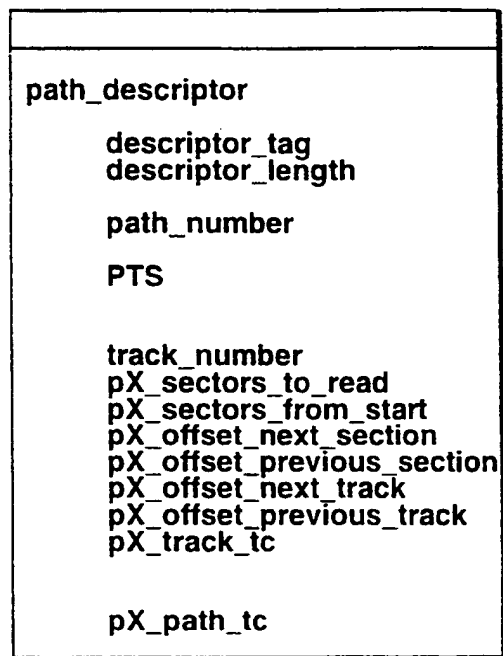 path_descriptor
descriptor_tag
descriptor_length
path_number
PTS
track_number
pX_sectors_to_read
pX_sectors_from_start
pX_offset_next_section
pX_offset_previous_section
pX_offset_next_track
pX_offset_previous_track
pX_track_tc
pX_path_tc